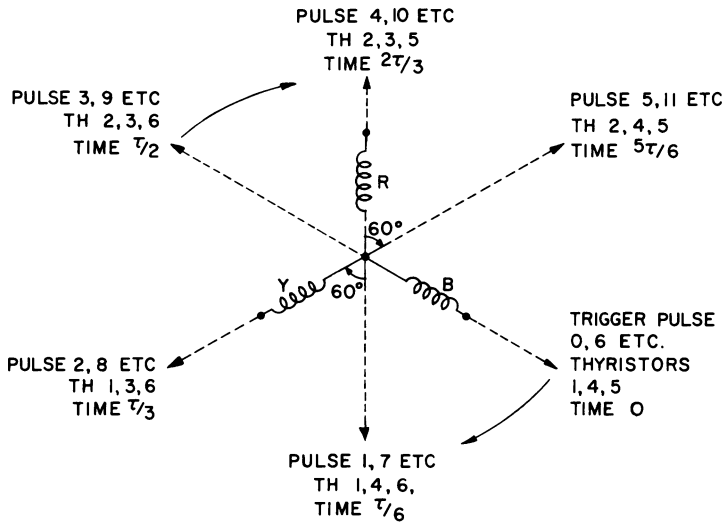 PULSE 4,10 ETC
TH 2,3,5
TIME 2τ/3
PULSE 3,9 ETC
TH 2,3,6
TIME τ/2
PULSE 5,11 ETC
TH 2,4,5
TIME 5τ/6
R
60°
Y
60°
B
TRIGGER PULSE
0,6 ETC.
THYRISTORS
1,4,5
TIME 0
PULSE 2,8 ETC
TH 1,3,6
TIME τ/3
PULSE 1,7 ETC
TH 1,4,6,
TIME τ/6